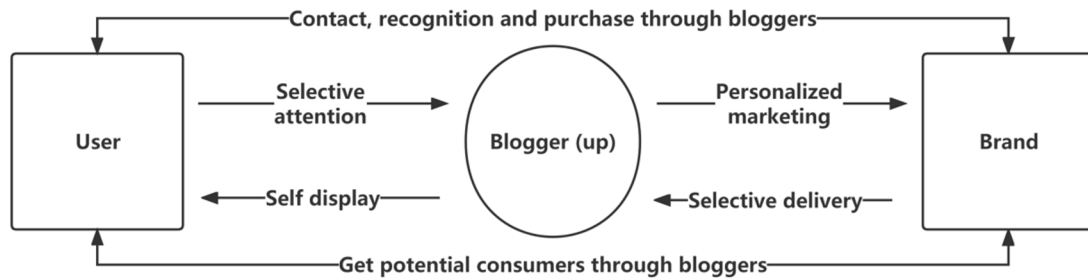 Contact, recognition and purchase through bloggers
Selective
attention
Personalized
marketing
User
Blogger (up)
Brand
Self display
Selective delivery
Get potential consumers through bloggers